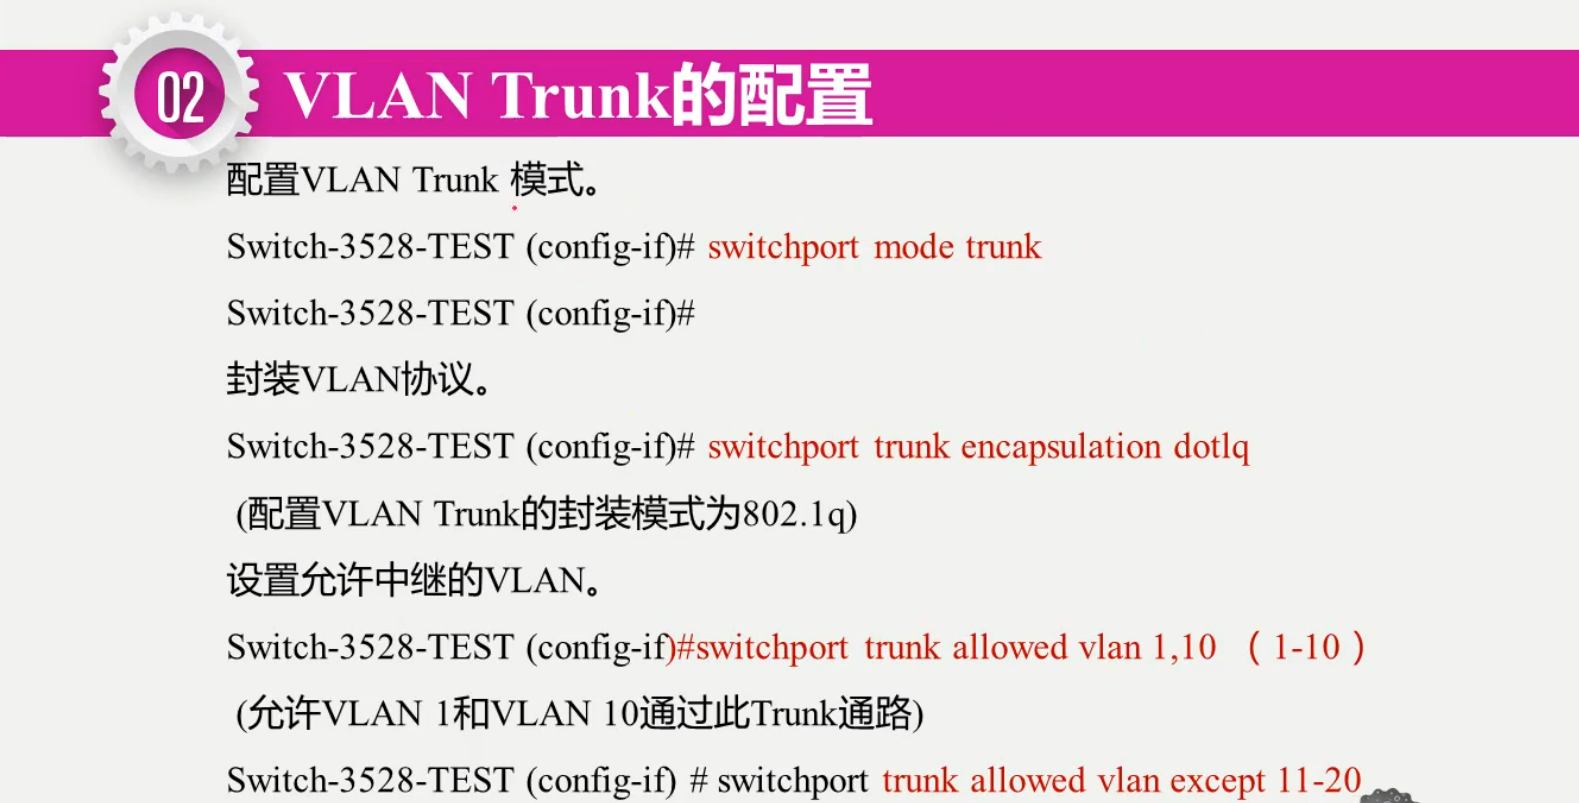 02
VLAN Trunk的配置
配置VLAN Trunk 模式。
Switch-3528-TEST (config-if)# switchport mode trunk
Switch-3528-TEST (config-if)#
封装VLAN协议。
Switch-3528-TEST (config-if)# switchport trunk encapsulation dotlq
(配置VLAN Trunk的封装模式为802.1q)
设置允许中继的VLAN。
Switch-3528-TEST (config-if)#switchport trunk allowed vlan 1,10 （1-10）
(允许VLAN 1和VLAN 10通过此Trunk通路)
Switch-3528-TEST (config-if) # switchport trunk allowed vlan except 11-20